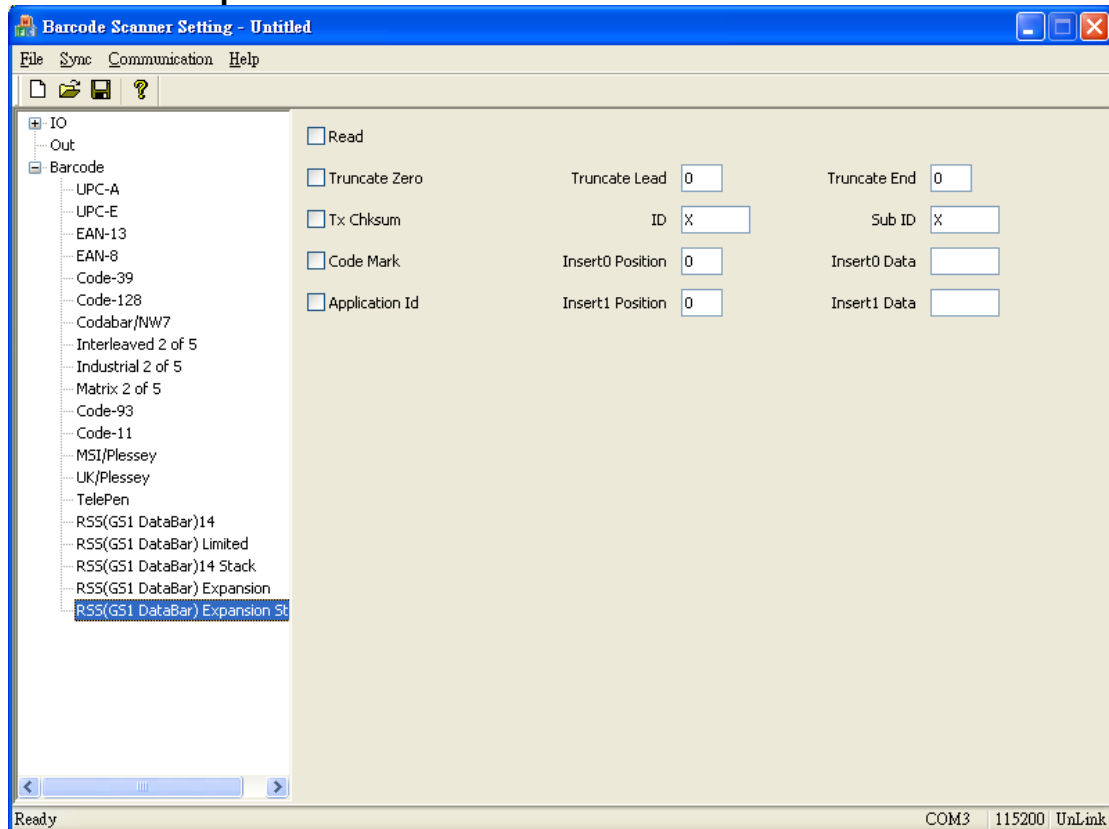 Barcode Scanner Setting - Untitled
File Sync Communication Help
IO
Out
Barcode
UPC-A
UPC-E
EAN-13
EAN-8
Code-39
Code-128
Codabar/NW7
Interleaved 2 of 5
Industrial 2 of 5
Matrix 2 of 5
Code-93
Code-11
MSI/Plessey
UK/Plessey
TelePen
RSS(GS1 DataBar)14
RSS(GS1 DataBar) Limited
RSS(GS1 DataBar)14 Stack
RSS(GS1 DataBar) Expansion
RSS(GS1 DataBar) Expansion St
Read
Truncate Zero Truncate Lead 0 Truncate End 0
Tx Chksum ID X Sub ID X
Code Mark Insert0 Position 0 Insert0 Data
Application Id Insert1 Position 0 Insert1 Data
Ready COM3 115200 UnLink